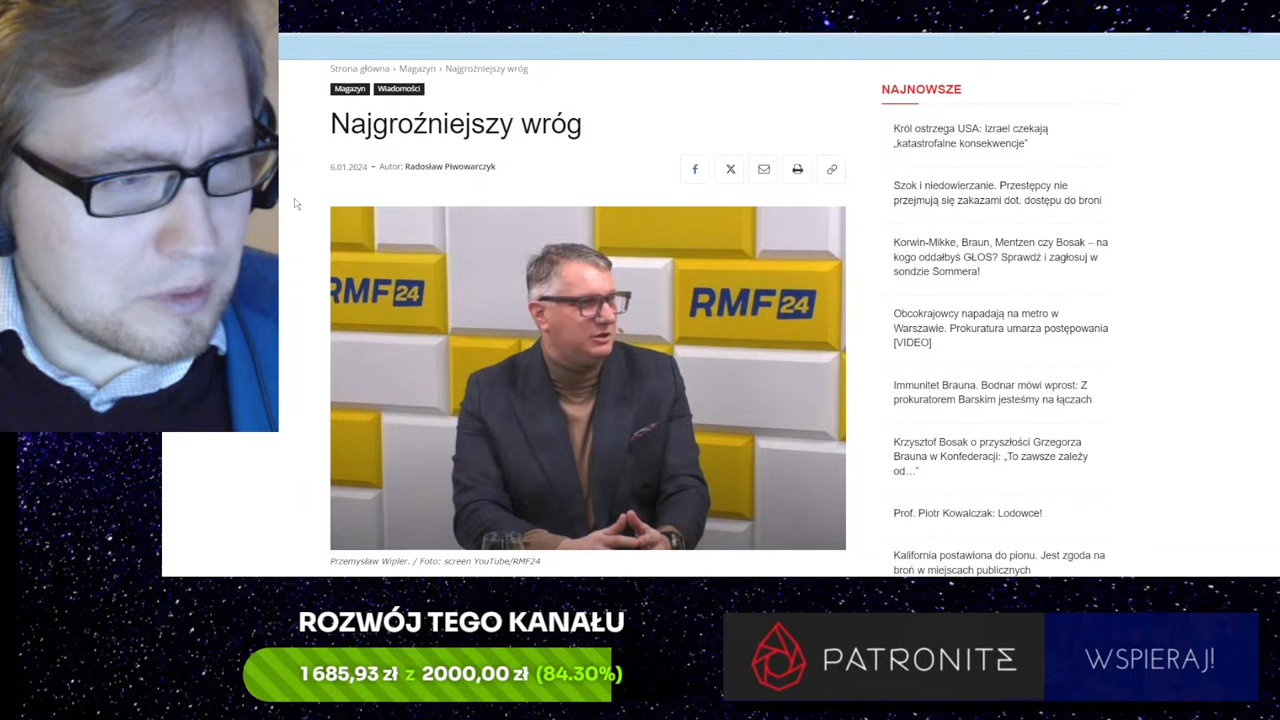 Strona główna › Magazyn › Najgroźniejszy wróg
Magazyn Wiadomości
Najgroźniejszy wróg
6.01.2024 – Autor: Radosław Piwowarczyk
RMF24
RMF24
Przemysław Wipler. / Foto: screen YouTube/RMF24
NAJNOWSZE
Król ostrzega USA: Izrael czekają
„katastrofalne konsekwencje”
Szok i niedowierzanie. Przestępcy nie
przejmują się zakazami dot. dostępu do broni
Korwin-Mikke, Braun, Mentzen czy Bosak – na
kogo oddałbyś GŁOS? Sprawdź i zagłosuj w
sondzie Sommera!
Obcokrajowcy napadają na metro w
Warszawie. Prokuratura umarza postępowania
[VIDEO]
Immunitet Brauna. Bodnar mówi wprost: Z
prokuratorem Barskim jesteśmy na łączach
Krzysztof Bosak o przyszłości Grzegorza
Brauna w Konfederacji: „To zawsze zależy
od…”
Prof. Piotr Kowalczak: Lodowce!
Kalifornia postawiona do pionu. Jest zgoda na
broń w miejscach publicznych
ROZWÓJ TEGO KANAŁU
1 685,93 zł z 2000,00 zł (84.30%)
PATRONITE WSPIERAJ!